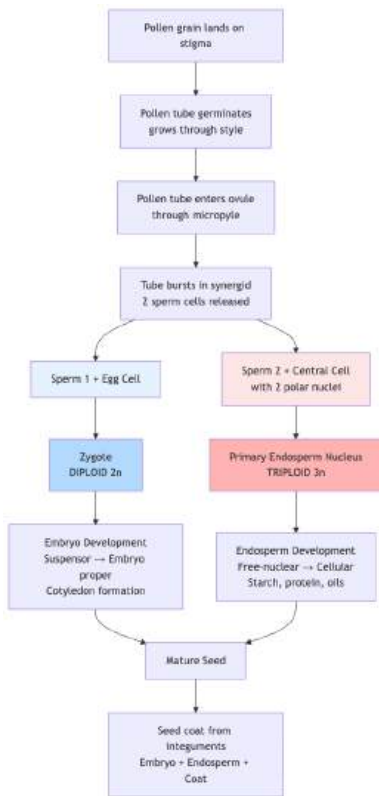 Pollen grain lands on
stigma
Pollen tube germinates
grows through style
Pollen tube enters ovule
through micropyle
Tube bursts in synergid
2 sperm cells released
Sperm 1 + Egg Cell
Sperm 2 + Central Cell
with 2 polar nuclei
Zygote
DIPLOID 2n
Primary Endosperm Nucleus
TRIPLOID 3n
Embryo Development
Suspensor → Embryo
proper
Cotyledon formation
Endosperm Development
Free-nuclear → Cellular
Starch, protein, oils
Mature Seed
Seed coat from
integuments
Embryo + Endosperm +
Coat